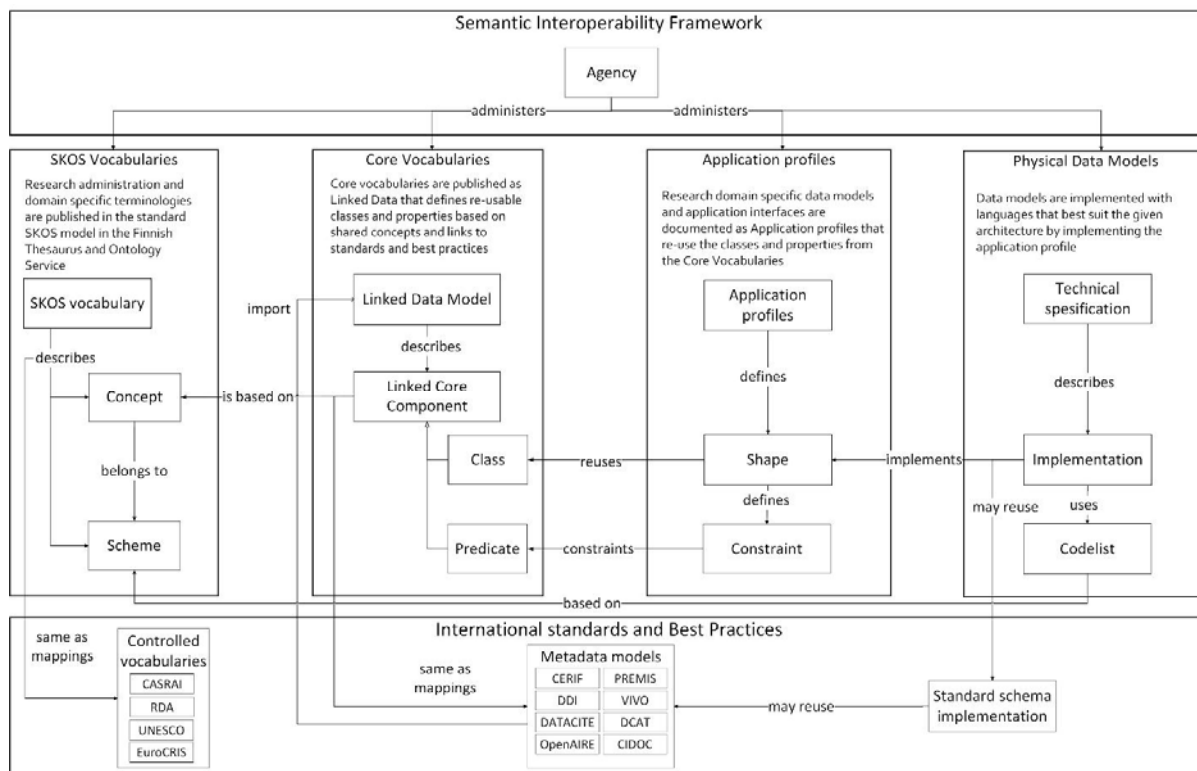 Semantic Interoperability Framework
Agency
administers
administers
SKOS Vocabularies
Research administration and
domain specific terminologies
are published in the standard
SKOS model in the Finnish
Thesaurus and Ontology
Service
SKOS vocabulary
describes
Concept
belongs to
Scheme
Core Vocabularies
Core vocabularies are published as
Linked Data that defines re-usable
classes and properties based on
shared concepts and links to
standards and best practices
import
Linked Data Model
describes
is based on
Linked Core
Component
Class
Predicate
Application profiles
Research domain specific data models
and application interfaces are
documented as Application profiles that
re-use the classes and properties from
the Core Vocabularies
Application
profiles
defines
reuses
Shape
defines
constraints
Constraint
Physical Data Models
Data models are implemented with
languages that best suit the given
architecture by implementing the
application profile
Technical
spesification
describes
implements
Implementation
may reuse
uses
Codelist
based on
International standards and Best Practices
same as
mappings
Controlled
vocabularies
CASRAI
RDA
UNESCO
EuroCRIS
same as
mappings
Metadata models
CERIF
PREMIS
DDI
VIVO
DATACITE
DCAT
OpenAIRE
CIDOC
may reuse
Standard schema
implementation